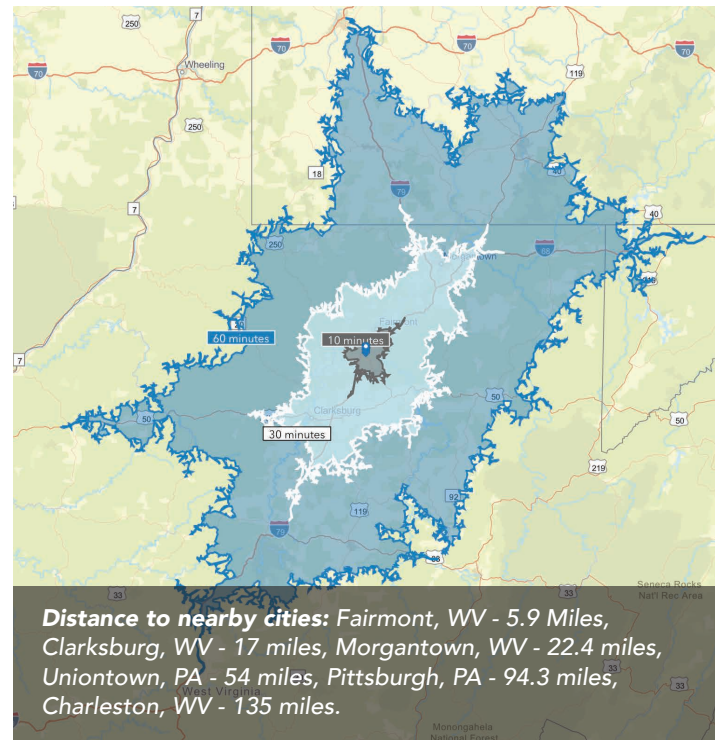 250
7
70
Wheeling
70
70
119
250
18
7
79
40
40
250
68
Fairmont
60 minutes
10 minutes
7
50
Clarksburg
50
50
30 minutes
219
92
119
79
33
33
Seneca Rocks
Nat'l Rec Area
Distance to nearby cities: Fairmont, WV - 5.9 Miles,
Clarksburg, WV - 17 miles, Morgantown, WV - 22.4 miles,
Uniontown, PA - 54 miles, Pittsburgh, PA - 94.3 miles,
Charleston, WV - 135 miles.
West Virginia
33
33
Monongahela
National Forest